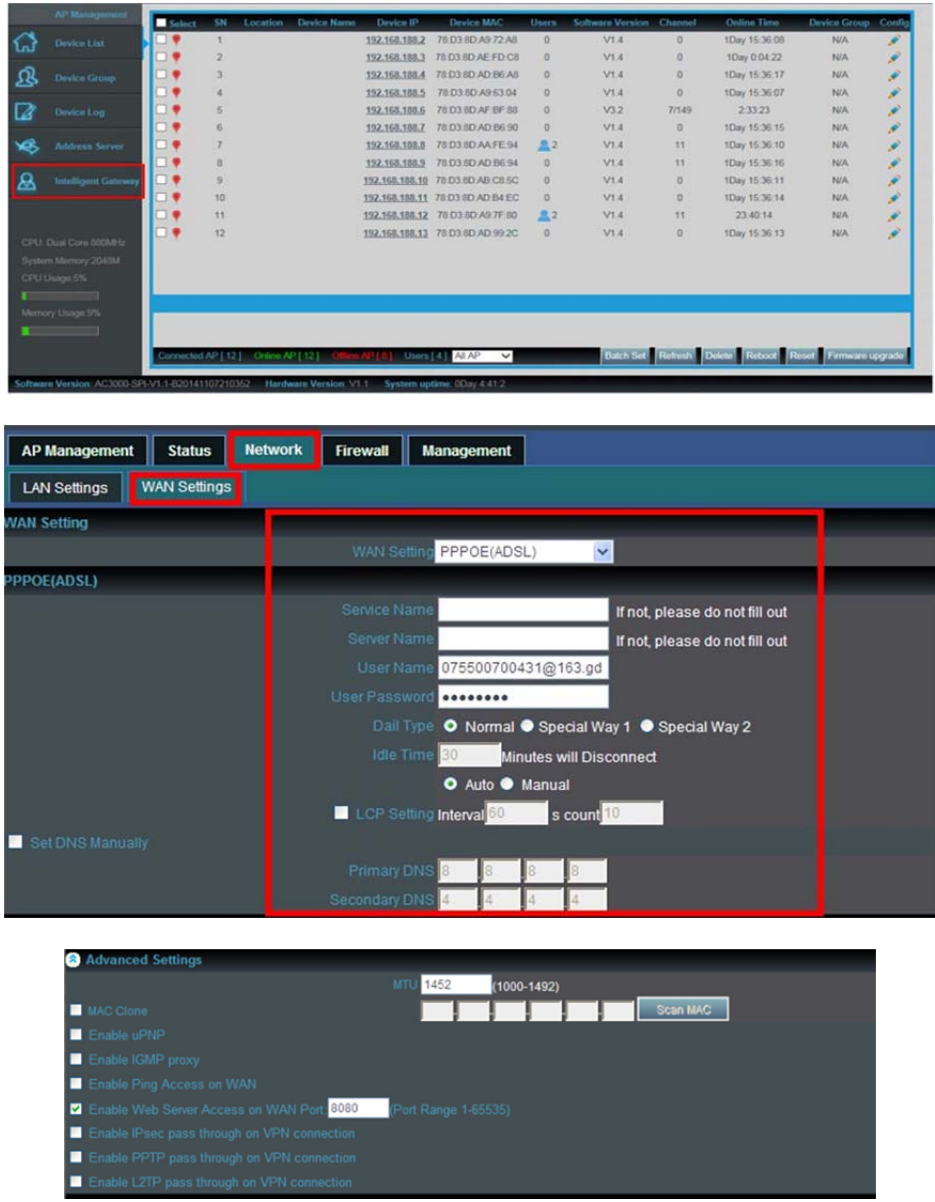 AP Management
Device List
Device Group
Device Log
Address Server
Intelligent Gateway
CPU: Dual Core 800MHz
System Memory:2048M
CPU Usage:5%
Memory Usage:9%
Select SN Location Device Name Device IP Device MAC Users Software Version Channel Online Time Device Group Config
1 192.168.188.2 78:D3:8D:A9:72:A8 0 V1.4 0 1Day 15:36:08 N/A
2 192.168.188.3 78:D3:8D:AE:FD:C8 0 V1.4 0 1Day 0:04:22 N/A
3 192.168.188.4 78:D3:8D:AD:B6:A8 0 V1.4 0 1Day 15:36:17 N/A
4 192.168.188.5 78:D3:8D:A9:63:04 0 V1.4 0 1Day 15:36:07 N/A
5 192.168.188.6 78:D3:8D:AF:BF:88 0 V3.2 7/149 2:33:23 N/A
6 192.168.188.7 78:D3:8D:AD:B6:90 0 V1.4 0 1Day 15:36:15 N/A
7 192.168.188.8 78:D3:8D:AA:FE:94 2 V1.4 11 1Day 15:36:10 N/A
8 192.168.188.9 78:D3:8D:AD:B6:94 0 V1.4 11 1Day 15:36:16 N/A
9 192.168.188.10 78:D3:8D:AB:C8:5C 0 V1.4 0 1Day 15:36:11 N/A
10 192.168.188.11 78:D3:8D:AD:B4:EC 0 V1.4 0 1Day 15:36:14 N/A
11 192.168.188.12 78:D3:8D:A9:7F:80 2 V1.4 11 23:40:14 N/A
12 192.168.188.13 78:D3:8D:AD:99:2C 0 V1.4 0 1Day 15:36:13 N/A
Connected AP [ 12 ] Online AP [ 12 ] Offline AP [ 0 ] Users [ 4 ] All AP Batch Set Refresh Delete Reboot Reset Firmware upgrade
Software Version: AC3000-SPI-V1.1-B20141107210352 Hardware Version: V1.1 System uptime: 0Day 4:41:2
AP Management Status Network Firewall Management
LAN Settings WAN Settings
WAN Setting
WAN Setting PPPOE(ADSL)
PPPOE(ADSL)
Service Name If not, please do not fill out
Server Name If not, please do not fill out
User Name 075500700431@163.gd
User Password ●●●●●●●●
Dail Type Normal Special Way 1 Special Way 2
Idle Time 30 Minutes will Disconnect
Auto Manual
LCP Setting Interval 60 s count 10
Set DNS Manually
Primary DNS 8 . 8 . 8 . 8
Secondary DNS 4 . 4 . 4 . 4
Advanced Settings
MTU 1452 (1000-1492)
MAC Clone Scan MAC
Enable uPNP
Enable IGMP proxy
Enable Ping Access on WAN
Enable Web Server Access on WAN Port: 8080 (Port Range 1-65535)
Enable IPsec pass through on VPN connection
Enable PPTP pass through on VPN connection
Enable L2TP pass through on VPN connection